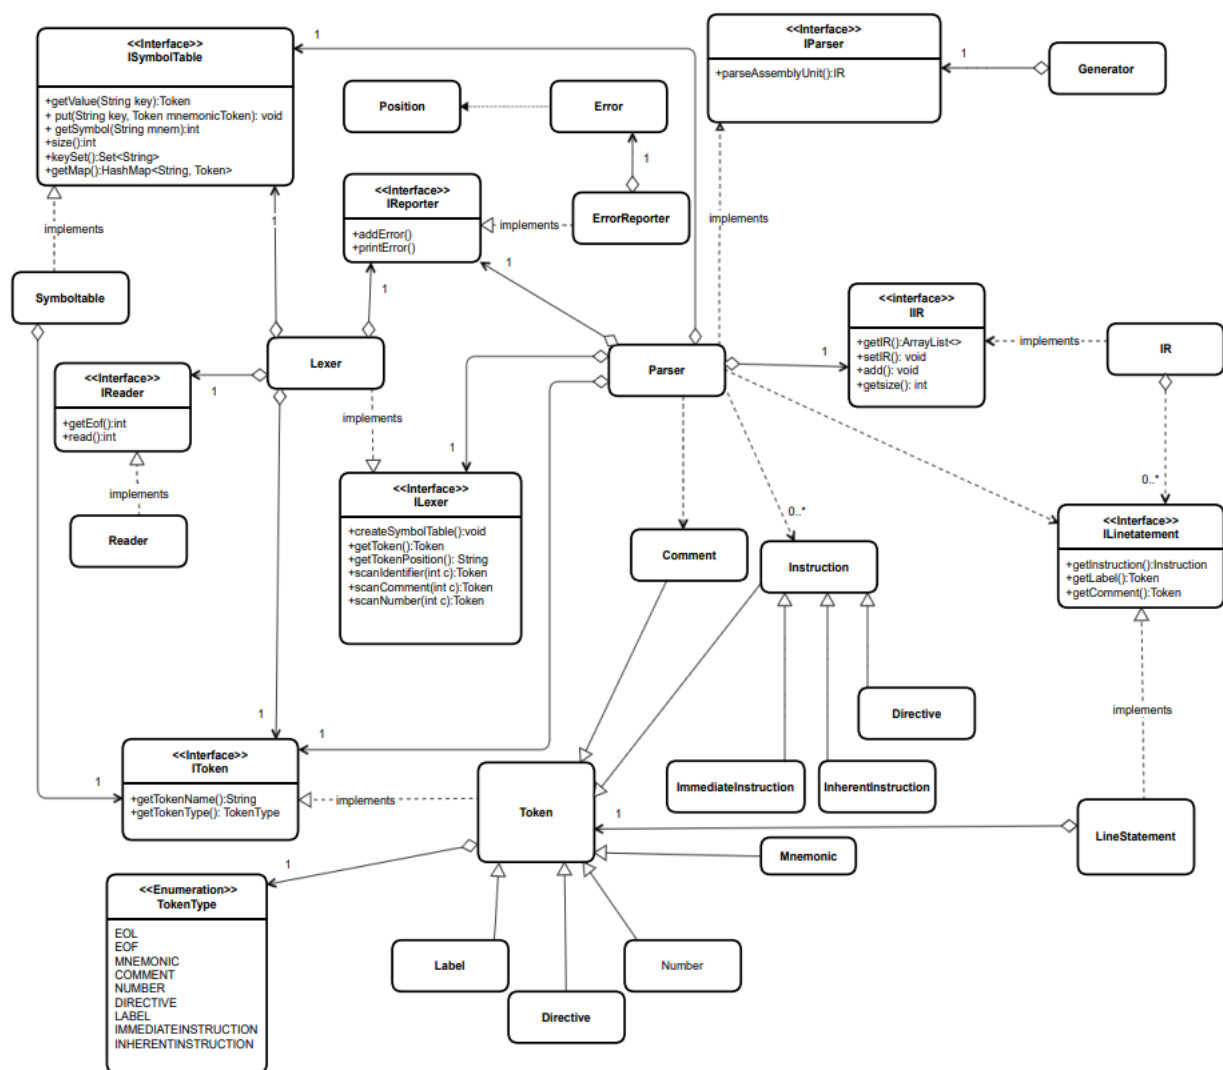 <<Interface>>
ISymbolTable
+getValue(String key):Token
+ put(String key, Token mnemonicToken): void
+ getSymbol(String mnem):int
+size():int
+keySet():Set<String>
+getMap():HashMap<String, Token>
1
<<Interface>>
IParser
+parseAssemblyUnit():IR
1
Generator
Position
Error
1
<<Interface>>
IReporter
+addError()
+printError()
implements
ErrorReporter
implements
1
implements
Symboltable
1
1
<<interface>>
IIR
+getIR():ArrayList<>
+setIR(): void
+add(): void
+getsize(): int
implements
IR
Lexer
Parser
1
<<Interface>>
IReader
+getEof():int
+read():int
1
implements
implements
Reader
1
<<Interface>>
ILexer
+createSymbolTable():void
+getToken():Token
+getTokenPosition(): String
+scanIdentifier(int c):Token
+scanComment(int c):Token
+scanNumber(int c):Token
0..*
0..*
Comment
Instruction
<<Interface>>
ILinetatement
+getInstruction():Instruction
+getLabel():Token
+getComment():Token
implements
Directive
1
1
1
<<Interface>>
IToken
+getTokenName():String
+getTokenType(): TokenType
implements
Token
ImmediateInstruction
InherentInstruction
1
LineStatement
Mnemonic
1
<<Enumeration>>
TokenType
EOL
EOF
MNEMONIC
COMMENT
NUMBER
DIRECTIVE
LABEL
IMMEDIATEINSTRUCTION
INHERENTINSTRUCTION
Label
Directive
Number